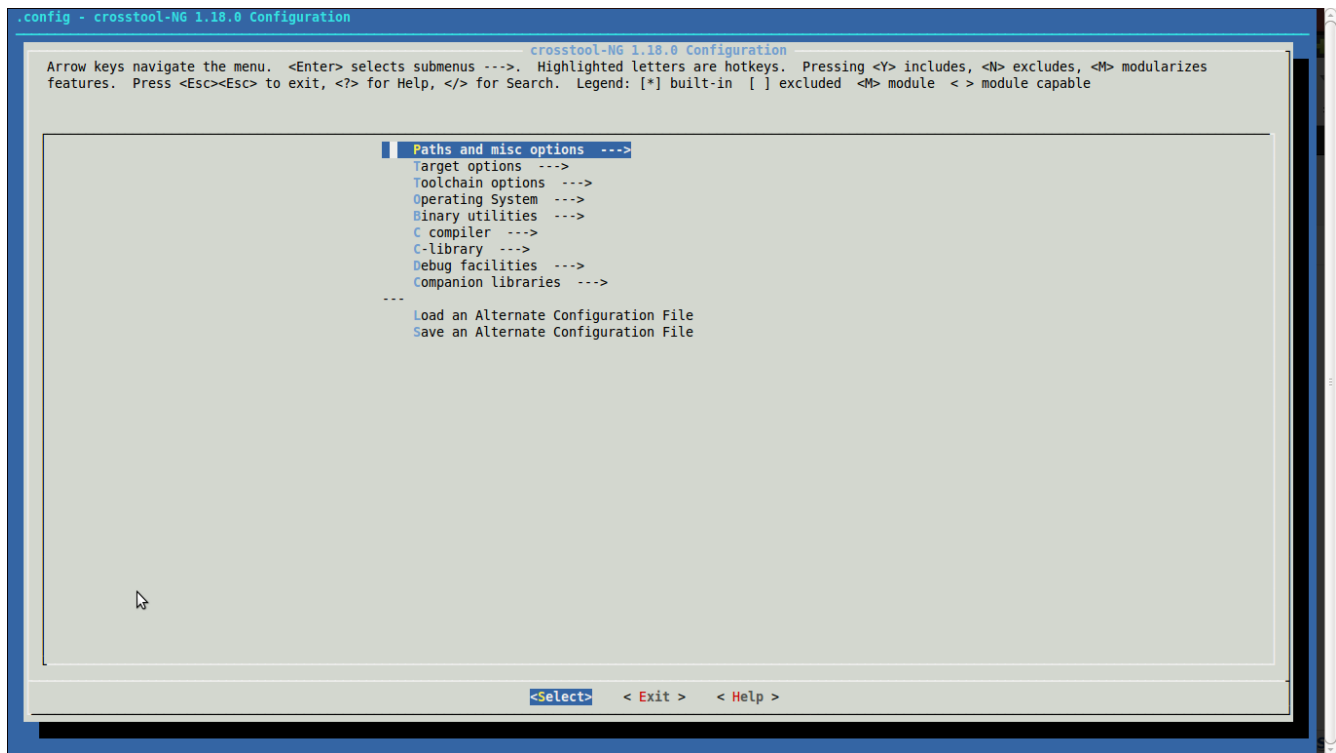 .config - crosstool-NG 1.18.0 Configuration
crosstool-NG 1.18.0 Configuration
Arrow keys navigate the menu.  <Enter> selects submenus --->.  Highlighted letters are hotkeys.  Pressing <Y> includes, <N> excludes, <M> modularizes
features.  Press <Esc><Esc> to exit, <?> for Help, </> for Search.  Legend: [*] built-in  [ ] excluded  <M> module  < > module capable
Paths and misc options  --->
Target options  --->
Toolchain options  --->
Operating System  --->
Binary utilities  --->
C compiler  --->
C-library  --->
Debug facilities  --->
Companion libraries  --->
---
Load an Alternate Configuration File
Save an Alternate Configuration File
<Select>    < Exit >    < Help >